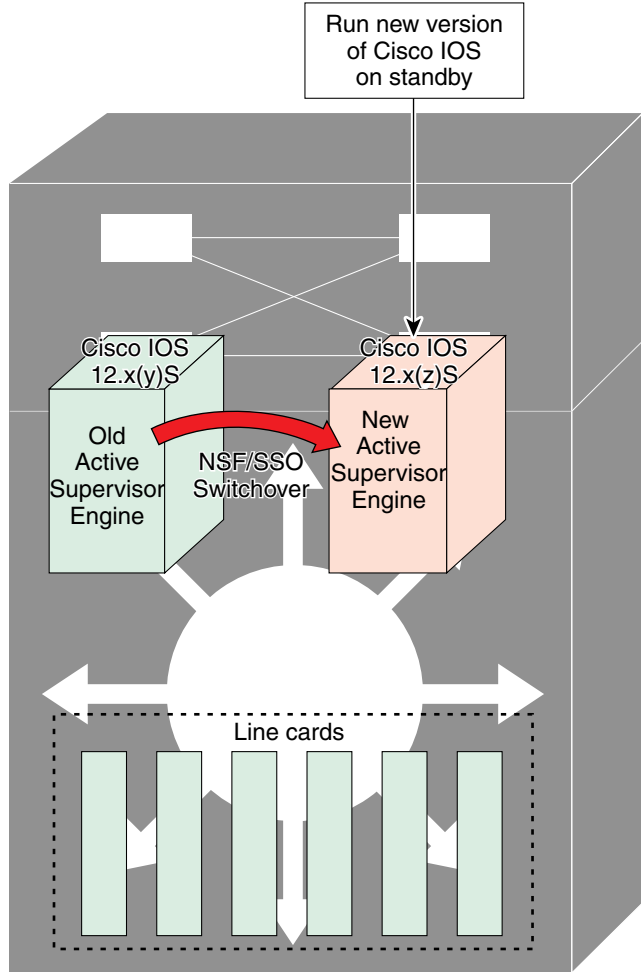 Run new version
of Cisco IOS
on standby
Cisco IOS
12.x(y)S
Cisco IOS
12.x(z)S
Old
Active
Supervisor
Engine
NSF/SSO
Switchover
New
Active
Supervisor
Engine
Line cards